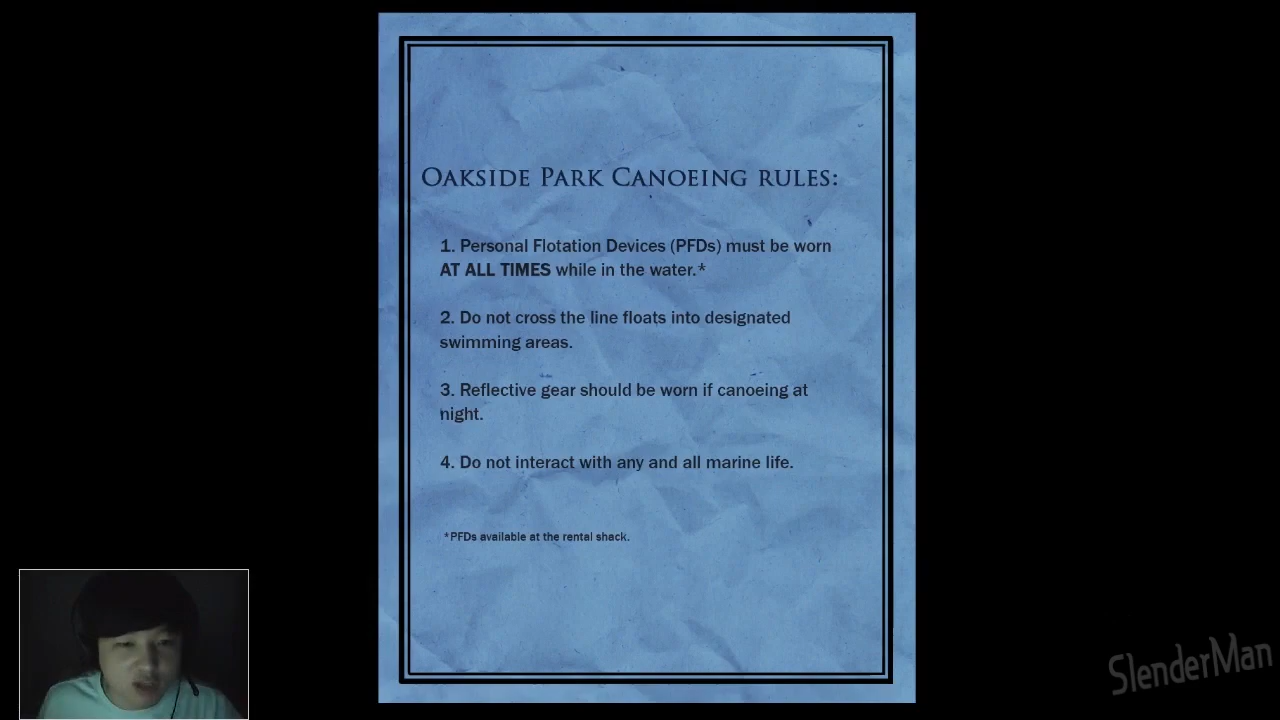 Oakside Park Canoeing rules:
1. Personal Flotation Devices (PFDs) must be worn
AT ALL TIMES while in the water.*
2. Do not cross the line floats into designated
swimming areas.
3. Reflective gear should be worn if canoeing at
night.
4. Do not interact with any and all marine life.
*PFDs available at the rental shack.
SlenderMan